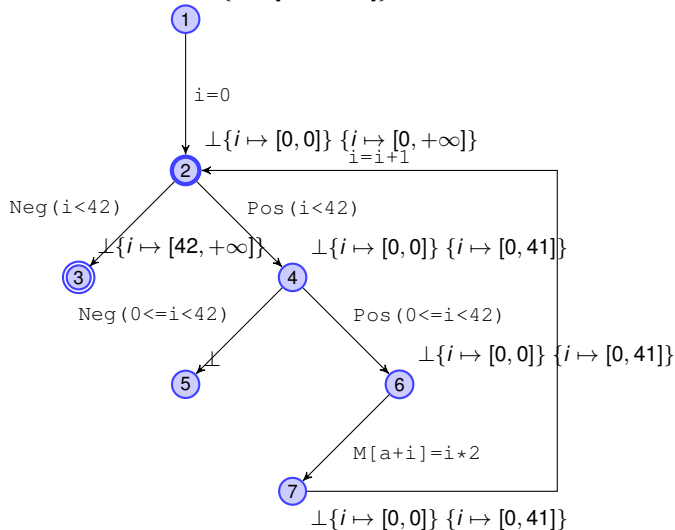 1
i=0
⊥{i ↦ [0, 0]} {i ↦ [0, +∞]}
i=i+1
2
Neg(i<42)
Pos(i<42)
⊥{i ↦ [42, +∞]}
⊥{i ↦ [0, 0]} {i ↦ [0, 41]}
3
4
Neg(0<=i<42)
Pos(0<=i<42)
⊥
⊥{i ↦ [0, 0]} {i ↦ [0, 41]}
5
6
M[a+i]=i*2
7
⊥{i ↦ [0, 0]} {i ↦ [0, 41]}